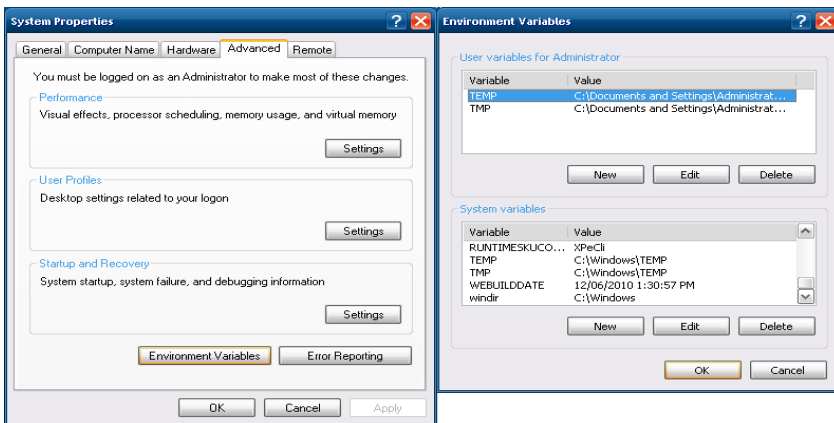 System Properties
General Computer Name Hardware Advanced Remote
You must be logged on as an Administrator to make most of these changes.
Performance
Visual effects, processor scheduling, memory usage, and virtual memory
Settings
User Profiles
Desktop settings related to your logon
Settings
Startup and Recovery
System startup, system failure, and debugging information
Settings
Environment Variables Error Reporting
OK Cancel Apply
Environment Variables
User variables for Administrator
Variable Value
TEMP C:\Documents and Settings\Administrat...
TMP C:\Documents and Settings\Administrat...
New Edit Delete
System variables
Variable Value
RUNTIMESKUCO... XPeCli
TEMP C:\Windows\TEMP
TMP C:\Windows\TEMP
WEBUILDDATE 12/06/2010 1:30:57 PM
windir C:\Windows
New Edit Delete
OK Cancel